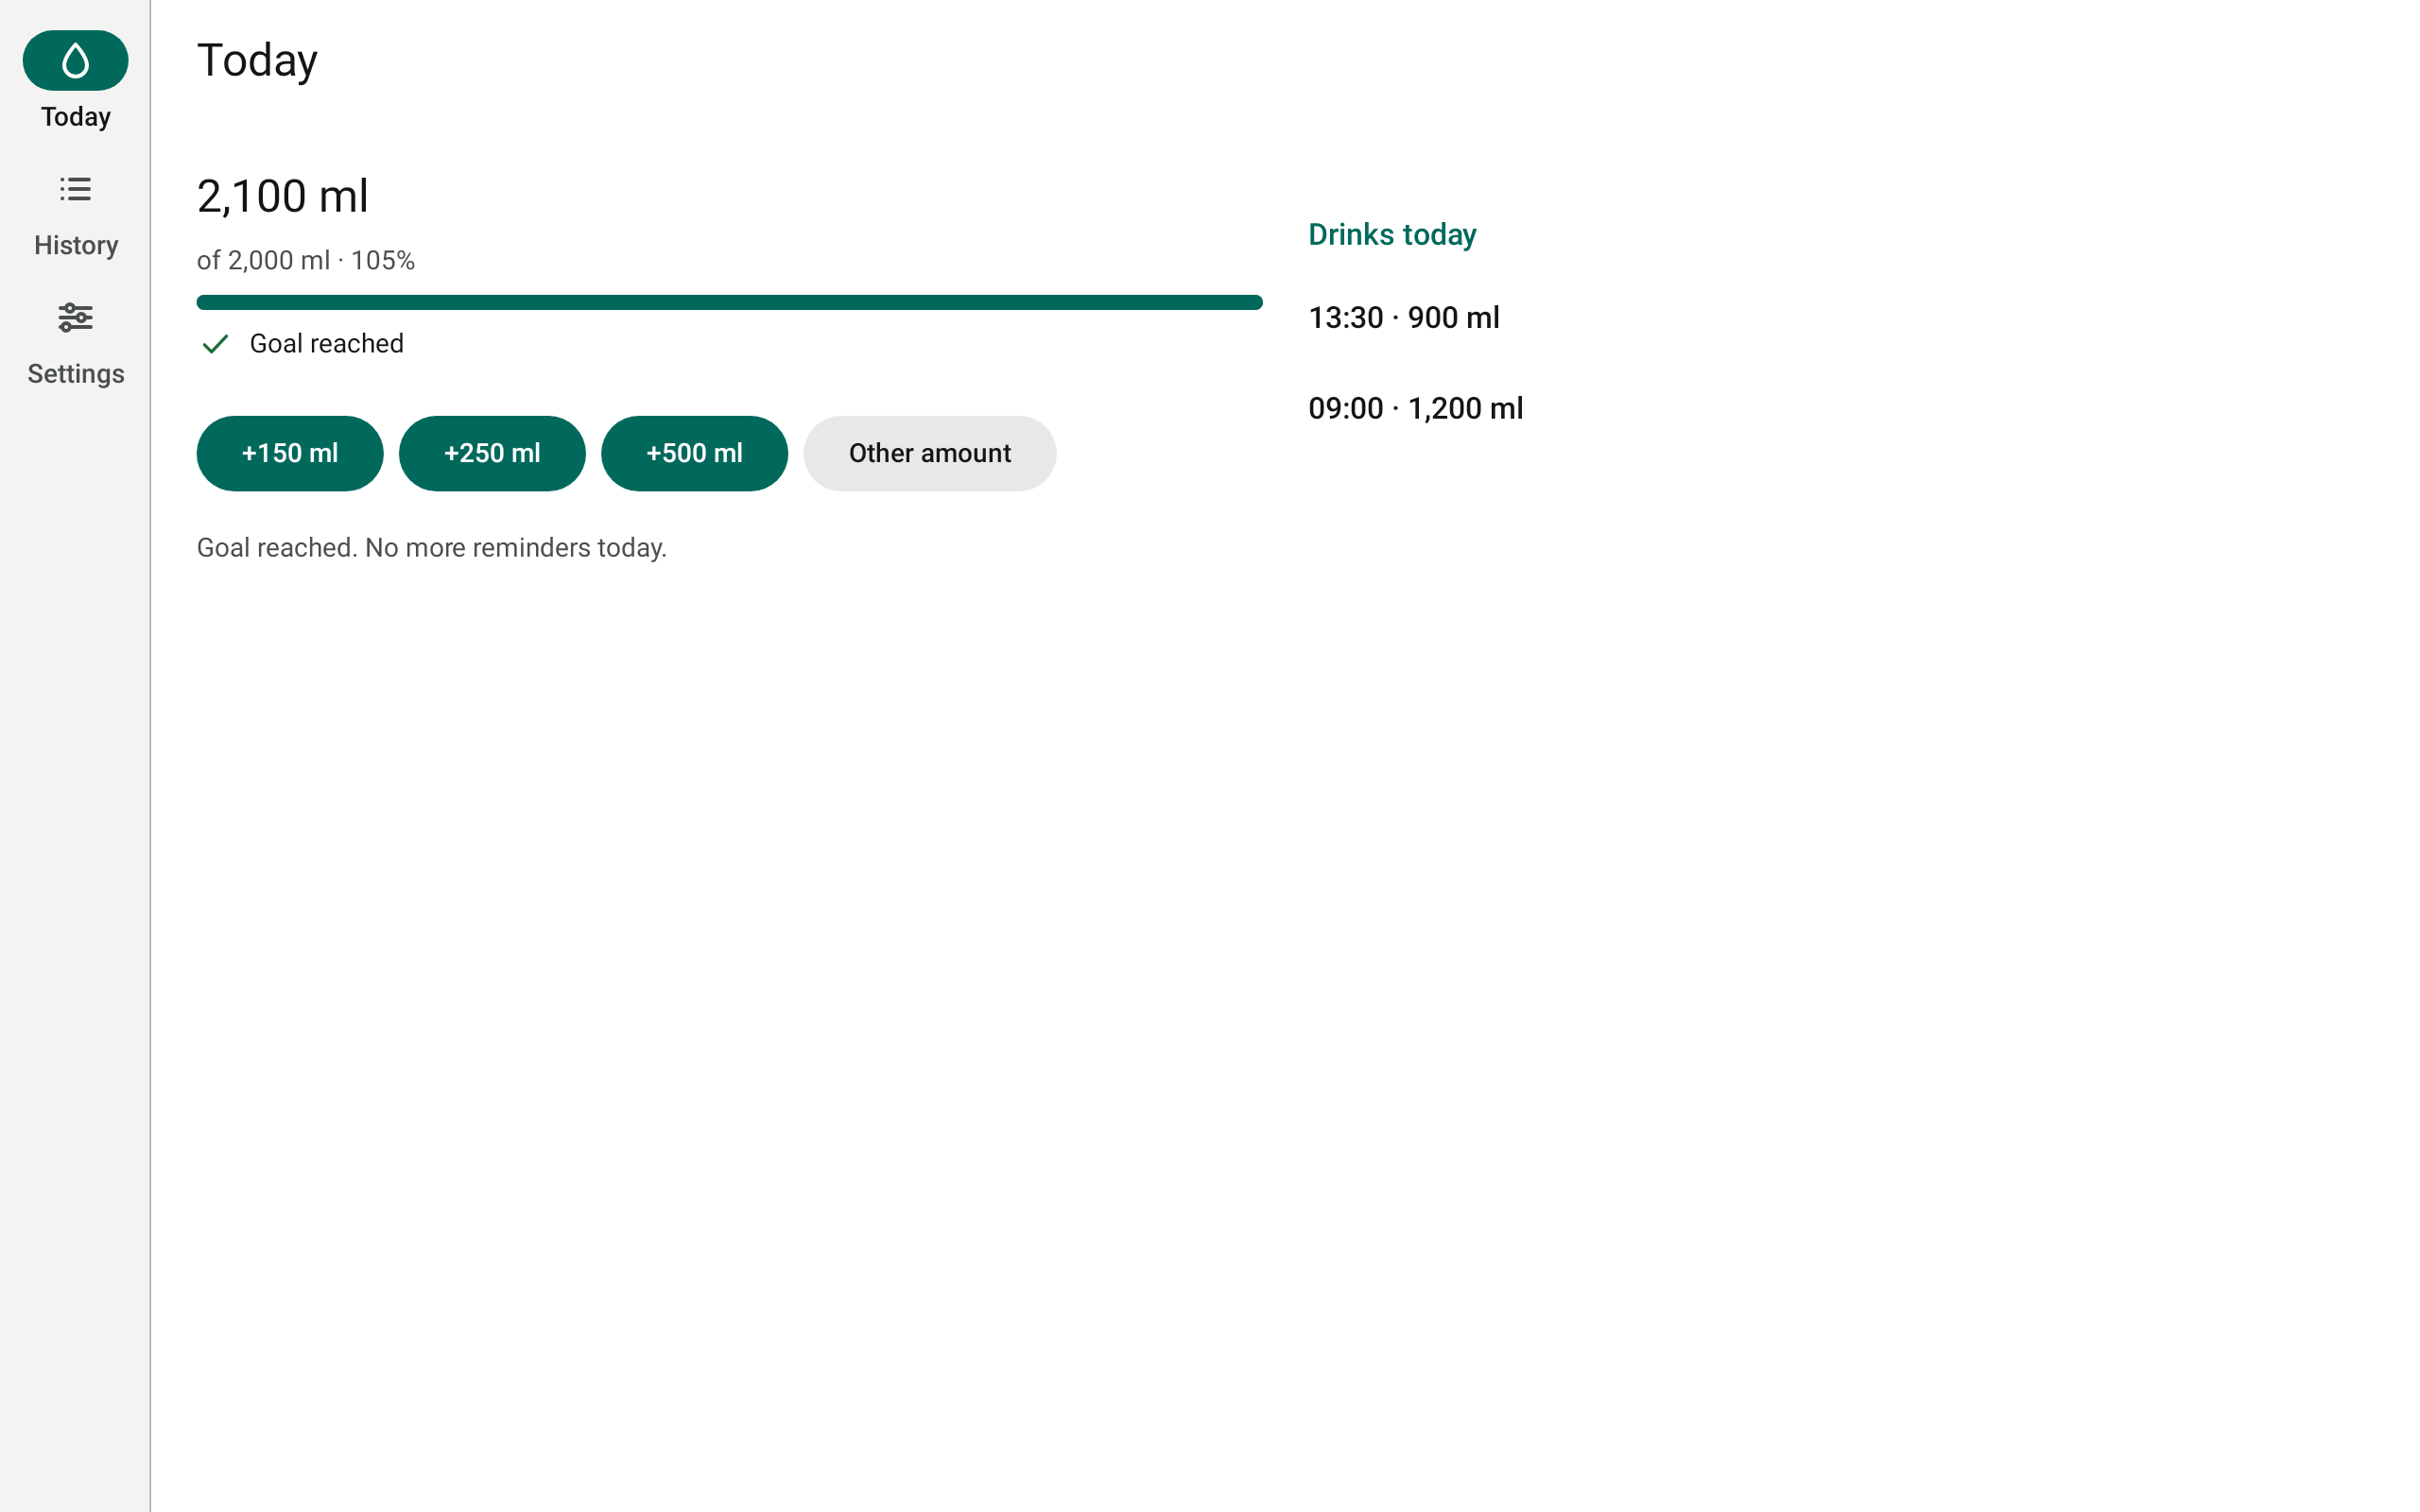 Today
History
Settings
Today
2,100 ml
of 2,000 ml · 105%
Goal reached
+150 ml
+250 ml
+500 ml
Other amount
Goal reached. No more reminders today.
Drinks today
13:30 · 900 ml
09:00 · 1,200 ml